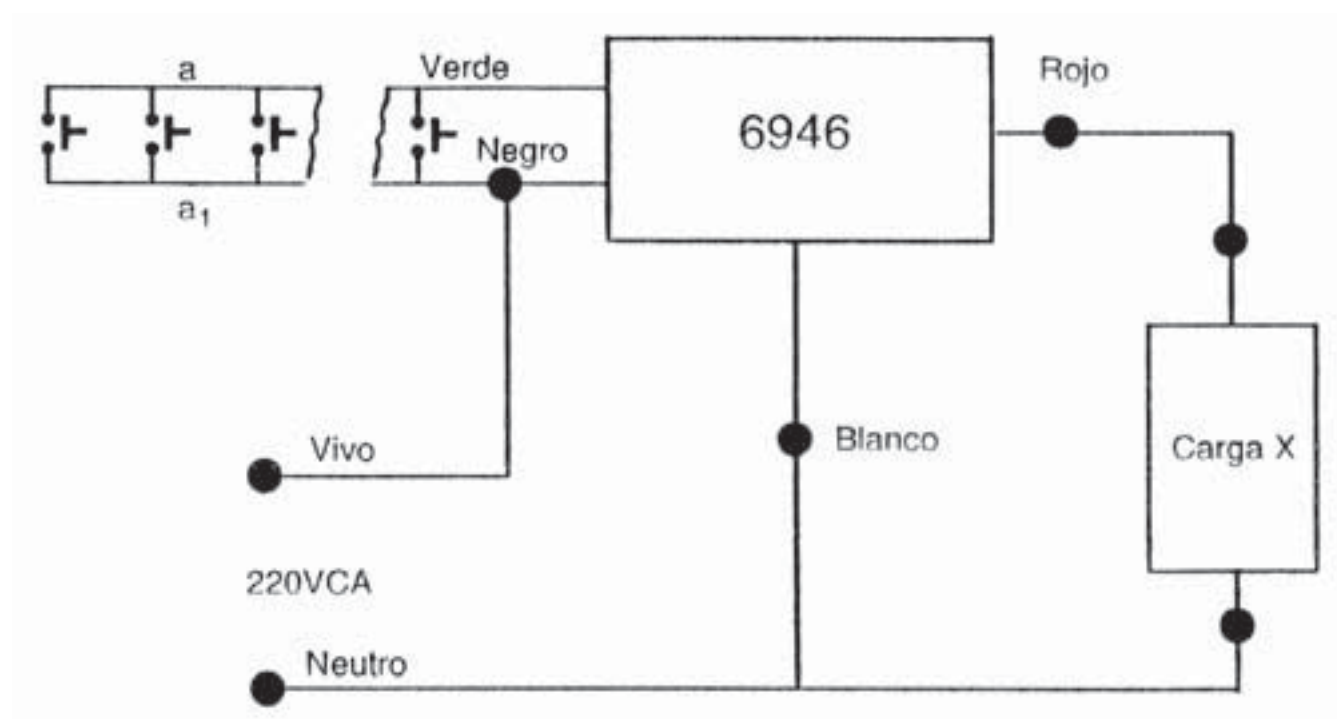 a
Verde
6946
Rojo
Negro
a₁
Vivo
Blanco
Carga X
220VCA
Neutro